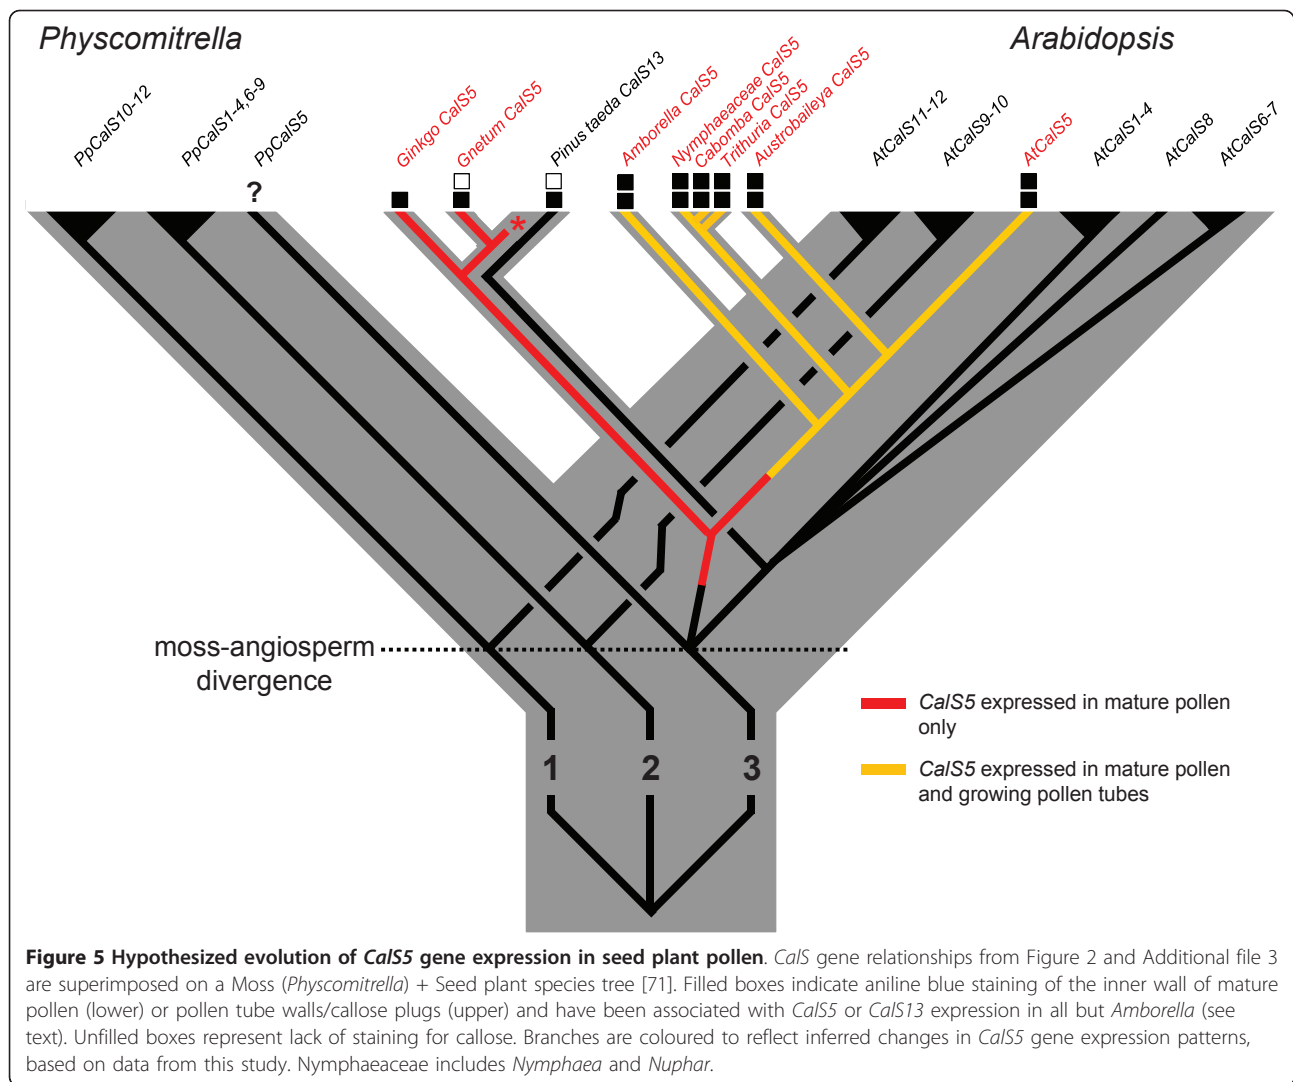 Physcomitrella
Arabidopsis
PpCalS10-12
PpCalS1-4,6-9
PpCalS5
Ginkgo CalS5
Gnetum CalS5
Pinus taeda CalS13
Amborella CalS5
Nymphaeaceae CalS5
Cabomba CalS5
Trithuria CalS5
Austrobaileya CalS5
AtCalS11-12
AtCalS9-10
AtCalS5
AtCalS1-4
AtCalS8
AtCalS6-7
?
*
moss-angiosperm
divergence
CalS5 expressed in mature pollen
only
CalS5 expressed in mature pollen
and growing pollen tubes
1 2 3
Figure 5 Hypothesized evolution of CalS5 gene expression in seed plant pollen. CalS gene relationships from Figure 2 and Additional file 3
are superimposed on a Moss (Physcomitrella) + Seed plant species tree [71]. Filled boxes indicate aniline blue staining of the inner wall of mature
pollen (lower) or pollen tube walls/callose plugs (upper) and have been associated with CalS5 or CalS13 expression in all but Amborella (see
text). Unfilled boxes represent lack of staining for callose. Branches are coloured to reflect inferred changes in CalS5 gene expression patterns,
based on data from this study. Nymphaeaceae includes Nymphaea and Nuphar.